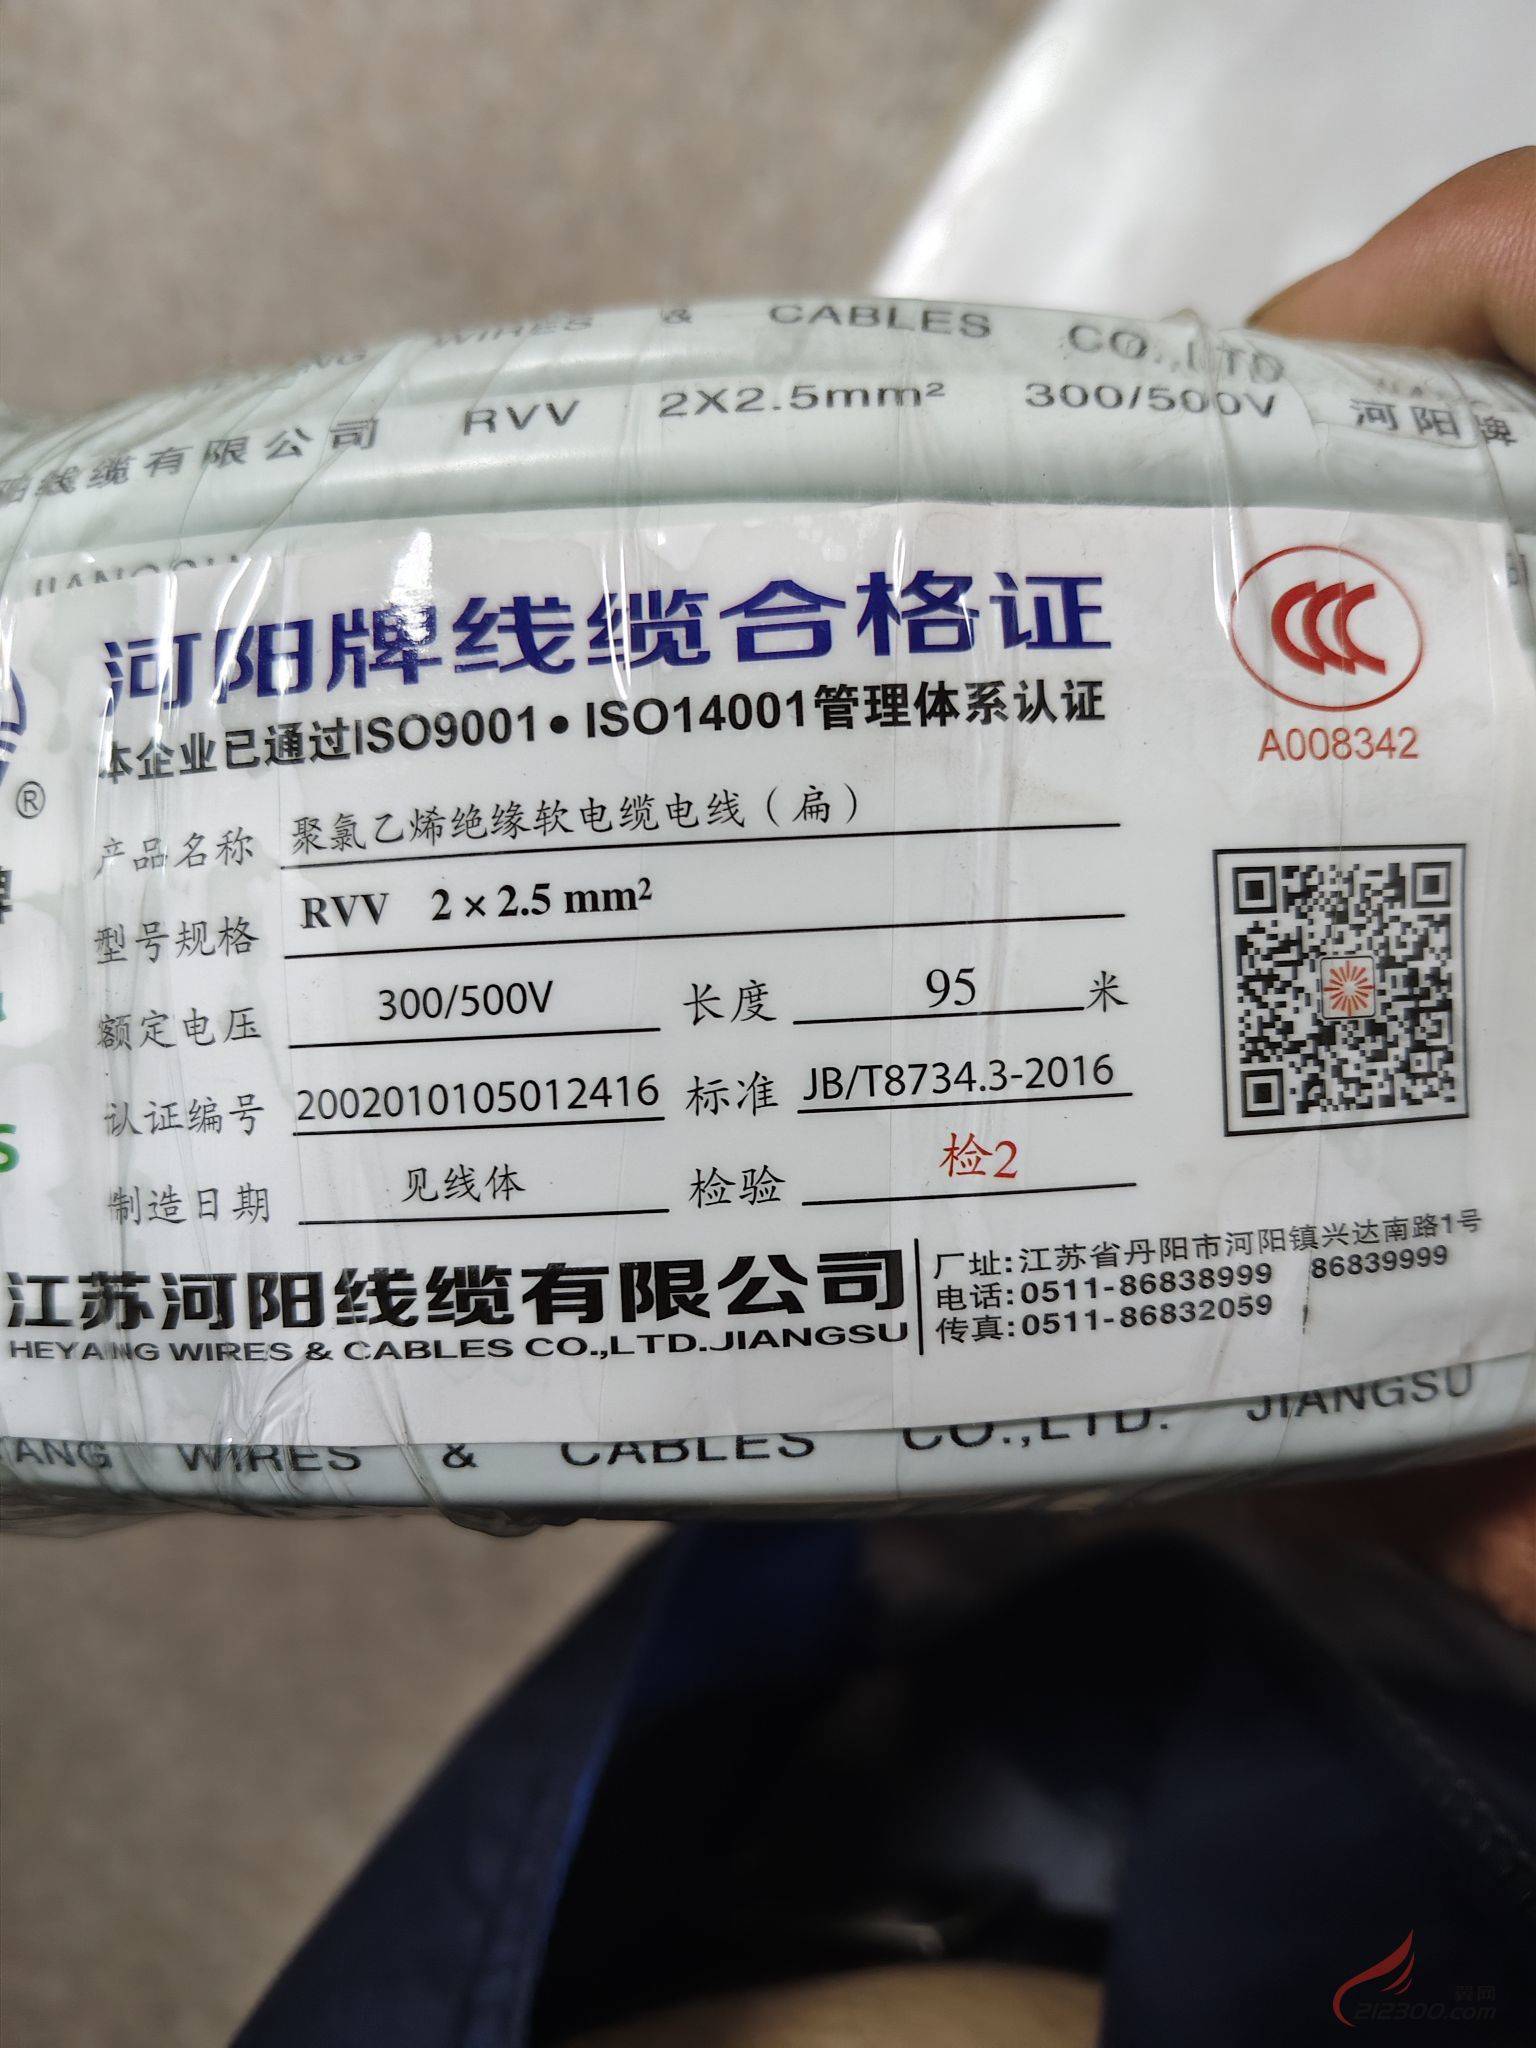 WIRES & CABLES CO.,LTD
阳线缆有限公司 RVV 2X2.5mm² 300/500V 河阳牌
河阳牌线缆合格证
本企业已通过ISO9001•ISO14001管理体系认证
A008342
®
产品名称 聚氯乙烯绝缘软电缆电线（扁）
型号规格 RVV 2×2.5 mm²
额定电压 300/500V 长度 95 米
认证编号 2002010105012416 标准 JB/T8734.3-2016
制造日期 见线体 检验 检2
江苏河阳线缆有限公司
HEYANG WIRES & CABLES CO.,LTD.JIANGSU
厂址:江苏省丹阳市河阳镇兴达南路1号
电话:0511-86838999 86839999
传真:0511-86832059
YANG WIRES & CABLES CO.,LTD. JIANGSU
翼网
212300.com